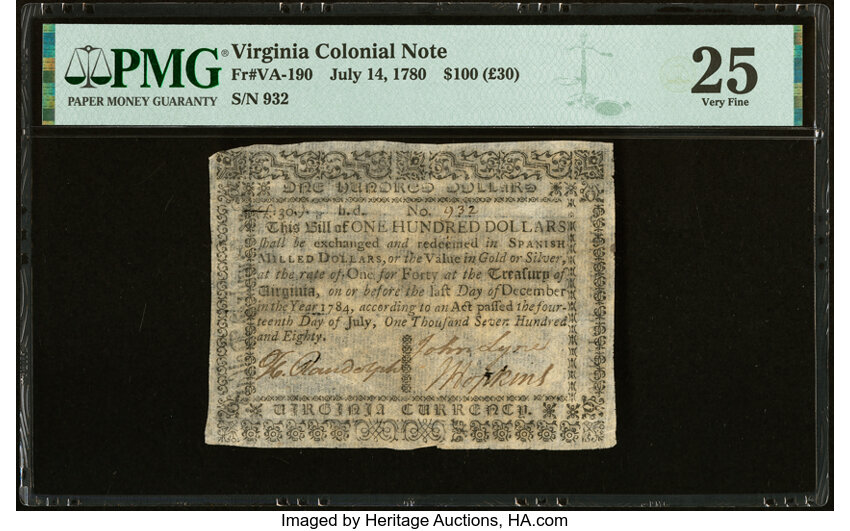 PMG® Virginia Colonial Note
Fr#VA-190 July 14, 1780 $100 (£30)
PAPER MONEY GUARANTY S/N 932
25
Very Fine
ONE HUNDRED DOLLARS
No. 932
This Bill of ONE HUNDRED DOLLARS
ſhall be exchanged and redeemed in SPANISH
MILLED DOLLARS, or the Value in Gold or Silver,
at the rate of One for Forty at the Treaſury of
Virginia, on or before the laſt Day of December
in the Year 1784, according to an Act paſſed the four-
teenth Day of July, One Thouſand Seven Hundred
and Eighty.
H. Randolph John Lyne
J Hopkins
VIRGINIA CURRENCY.
Imaged by Heritage Auctions, HA.com